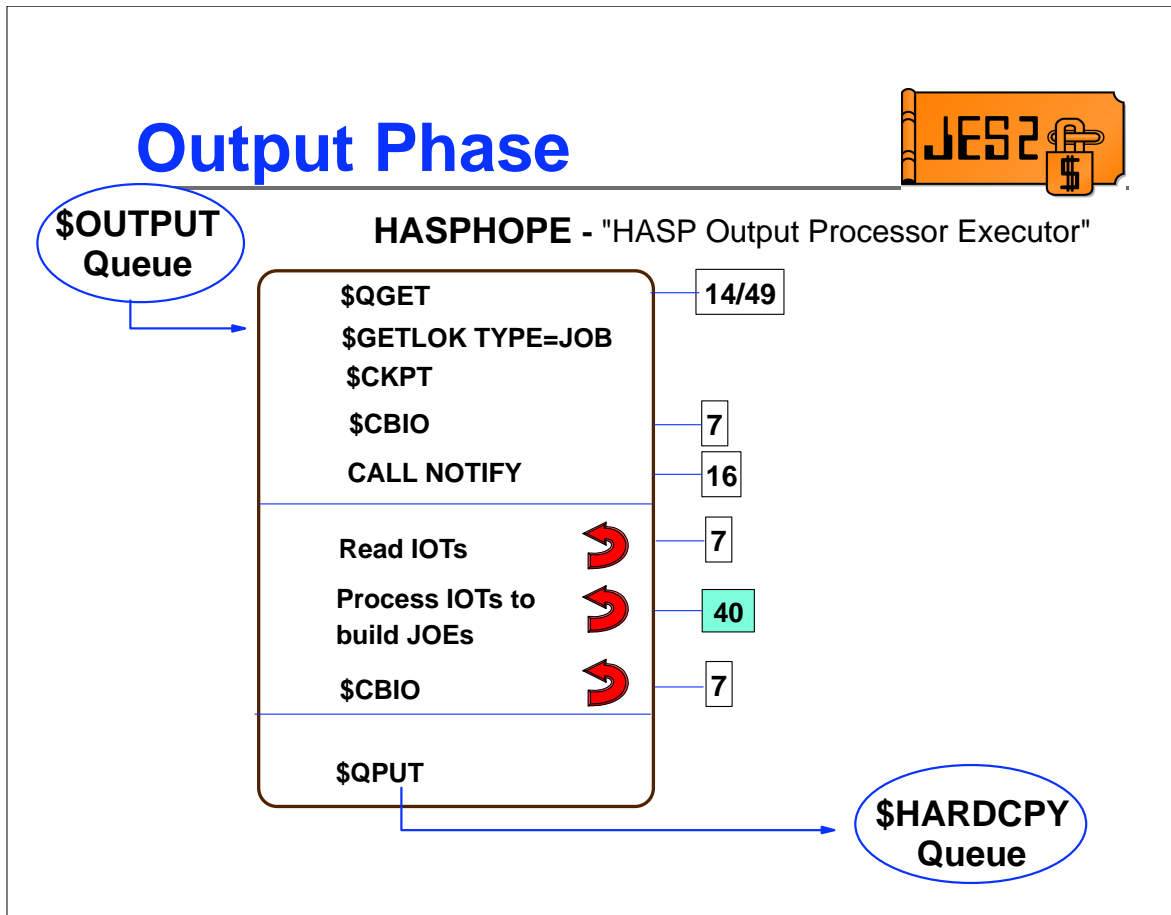 Output Phase
JES2
$
$OUTPUT
Queue
HASPHOPE - "HASP Output Processor Executor"
$QGET
14/49
$GETLOK TYPE=JOB
$CKPT
$CBIO
7
CALL NOTIFY
16
Read IOTs
7
Process IOTs to
build JOEs
40
$CBIO
7
$QPUT
$HARDCPY
Queue